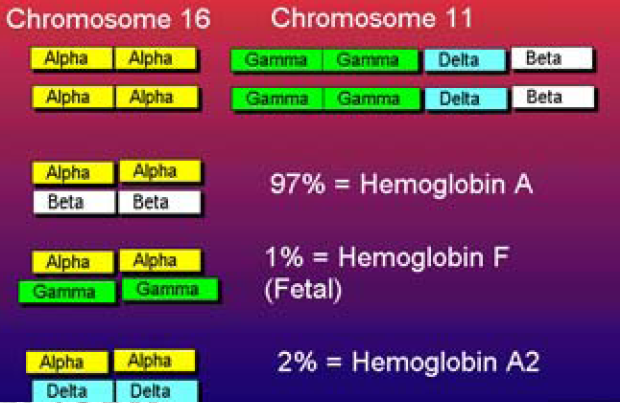 Chromosome 16 Chromosome 11
Alpha Alpha Gamma Gamma Delta Beta
Alpha Alpha Gamma Gamma Delta Beta
Alpha Alpha
Beta Beta
97% = Hemoglobin A
Alpha Alpha
Gamma Gamma
1% = Hemoglobin F
(Fetal)
Alpha Alpha
Delta Delta
2% = Hemoglobin A2